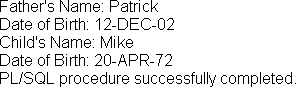 Father's Name: Patrick
Date of Birth: 12-DEC-02
Child's Name: Mike
Date of Birth: 20-APR-72
PL/SQL procedure successfully completed.